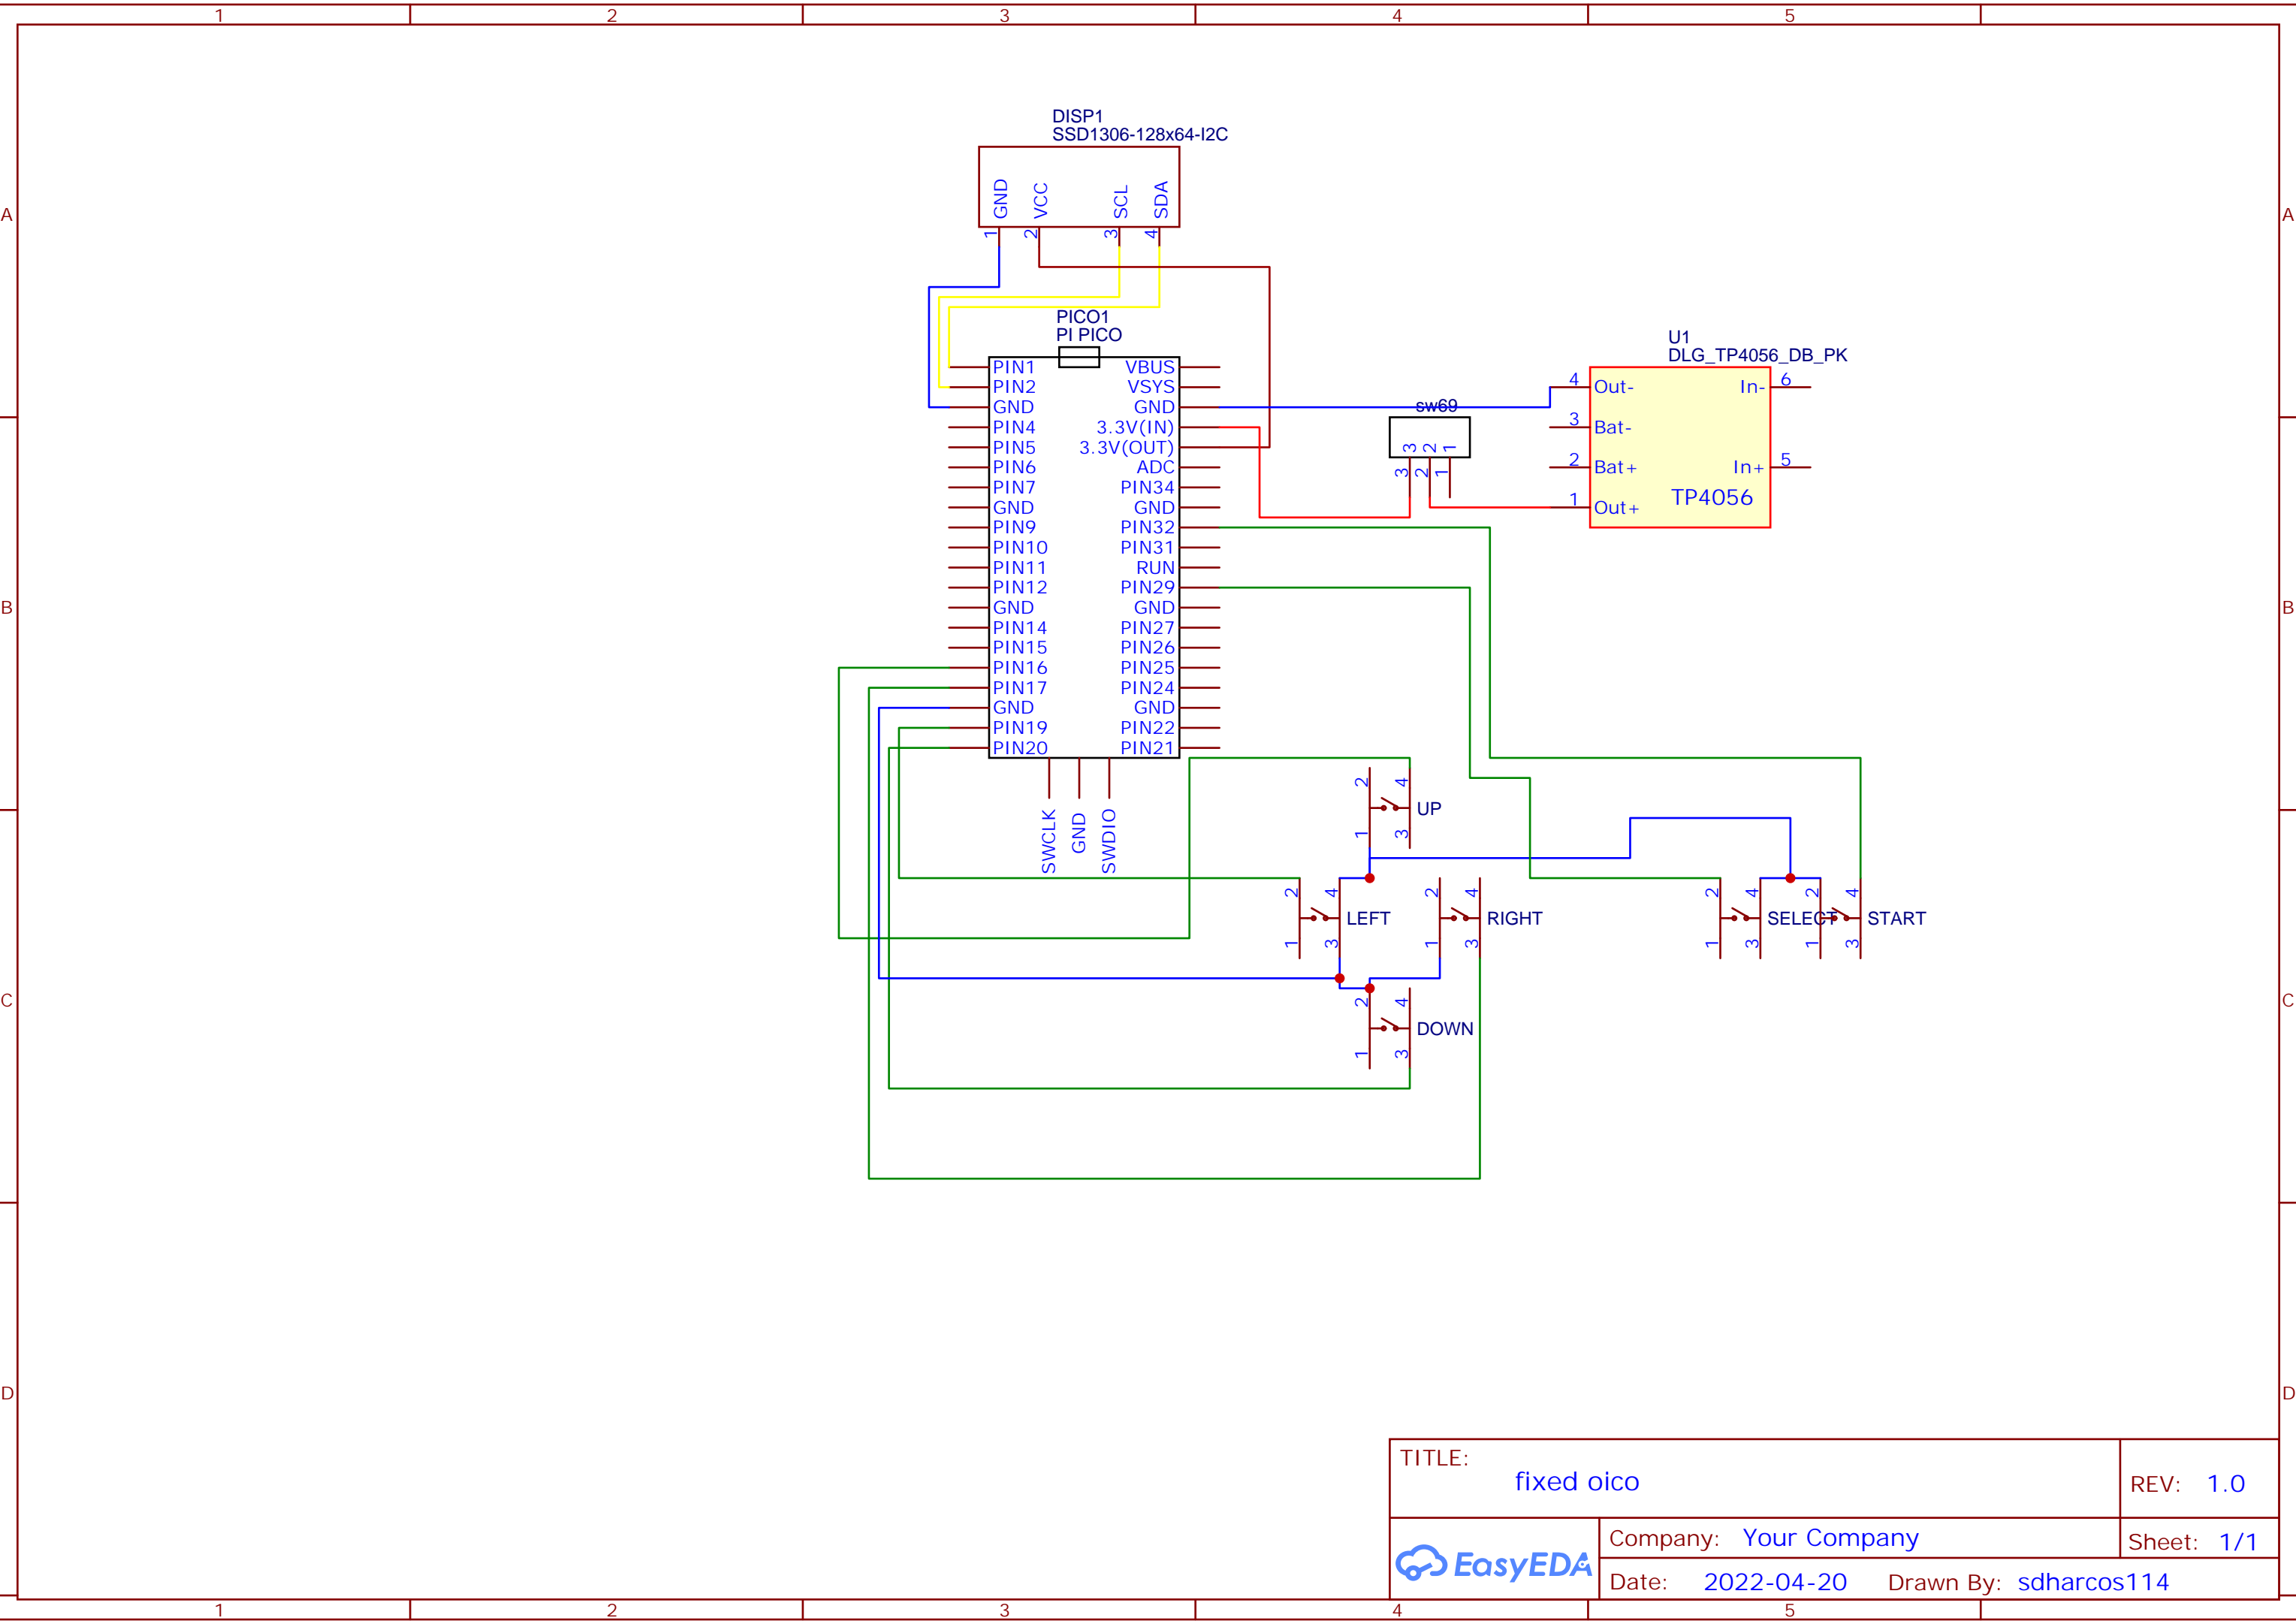 1 2 3 4 5
DISP1
SSD1306-128x64-I2C
GND VCC SCL SDA
1 2 3 4
A A
PICO1
PI PICO
PIN1 VBUS
PIN2 VSYS
GND GND
PIN4 3.3V(IN)
PIN5 3.3V(OUT)
PIN6 ADC
PIN7 PIN34
GND GND
PIN9 PIN32
PIN10 PIN31
PIN11 RUN
PIN12 PIN29
GND GND
PIN14 PIN27
PIN15 PIN26
PIN16 PIN25
PIN17 PIN24
GND GND
PIN19 PIN22
PIN20 PIN21
SWCLK GND SWDIO
sw69
3 2 1
3 2 1
U1
DLG_TP4056_DB_PK
4 Out- In- 6
3 Bat-
2 Bat+ In+ 5
TP4056
1 Out+
B B
2 4
UP
1 3
2 4 2 4 2 4 2 4
LEFT RIGHT SELECT START
1 3 1 3 1 3 1 3
C C
2 4
DOWN
1 3
D D
TITLE:
fixed oico
REV: 1.0
EasyEDA
Company: Your Company
Sheet: 1/1
Date: 2022-04-20 Drawn By: sdharcos114
1 2 3 4 5